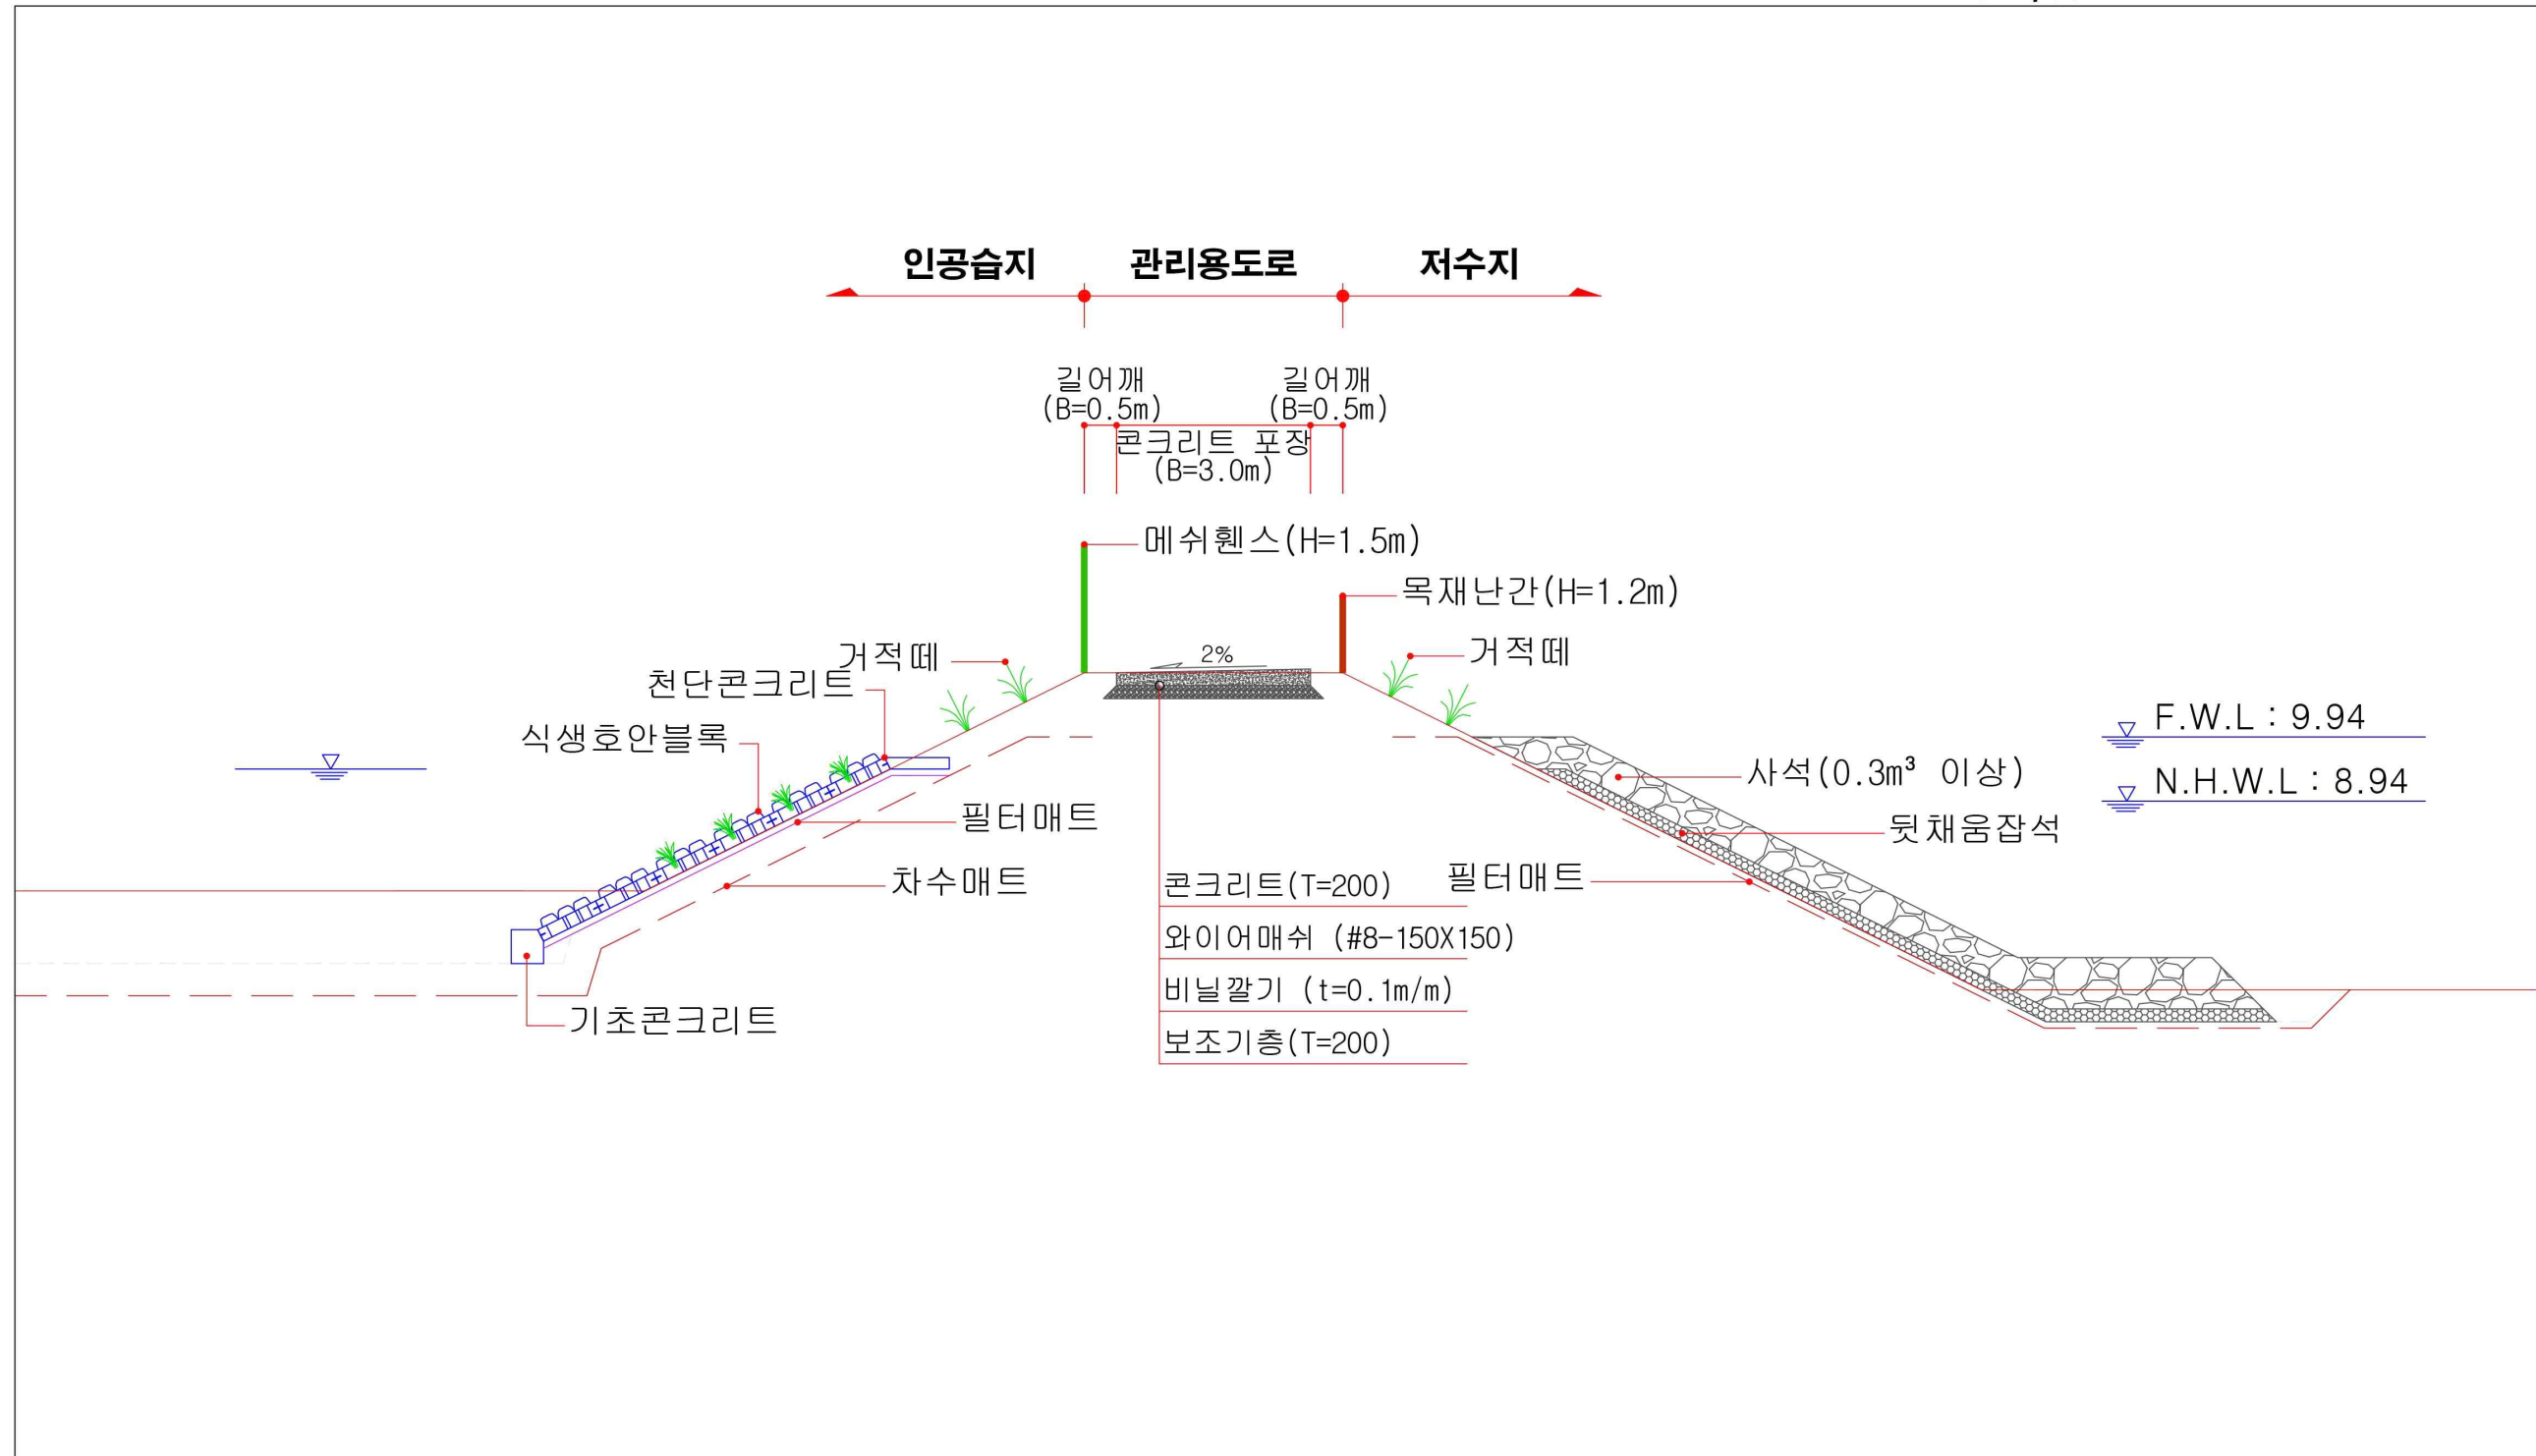 인공습지
관리용도로
저수지
길어깨
(B=0.5m)
길어깨
(B=0.5m)
콘크리트 포장
(B=3.0m)
메쉬휀스(H=1.5m)
목재난간(H=1.2m)
거적떼
2%
거적떼
천단콘크리트
식생호안블록
F.W.L : 9.94
사석(0.3m³ 이상)
N.H.W.L : 8.94
필터매트
뒷채움잡석
차수매트
필터매트
콘크리트(T=200)
와이어매쉬 (#8-150X150)
비닐깔기 (t=0.1m/m)
보조기층(T=200)
기초콘크리트